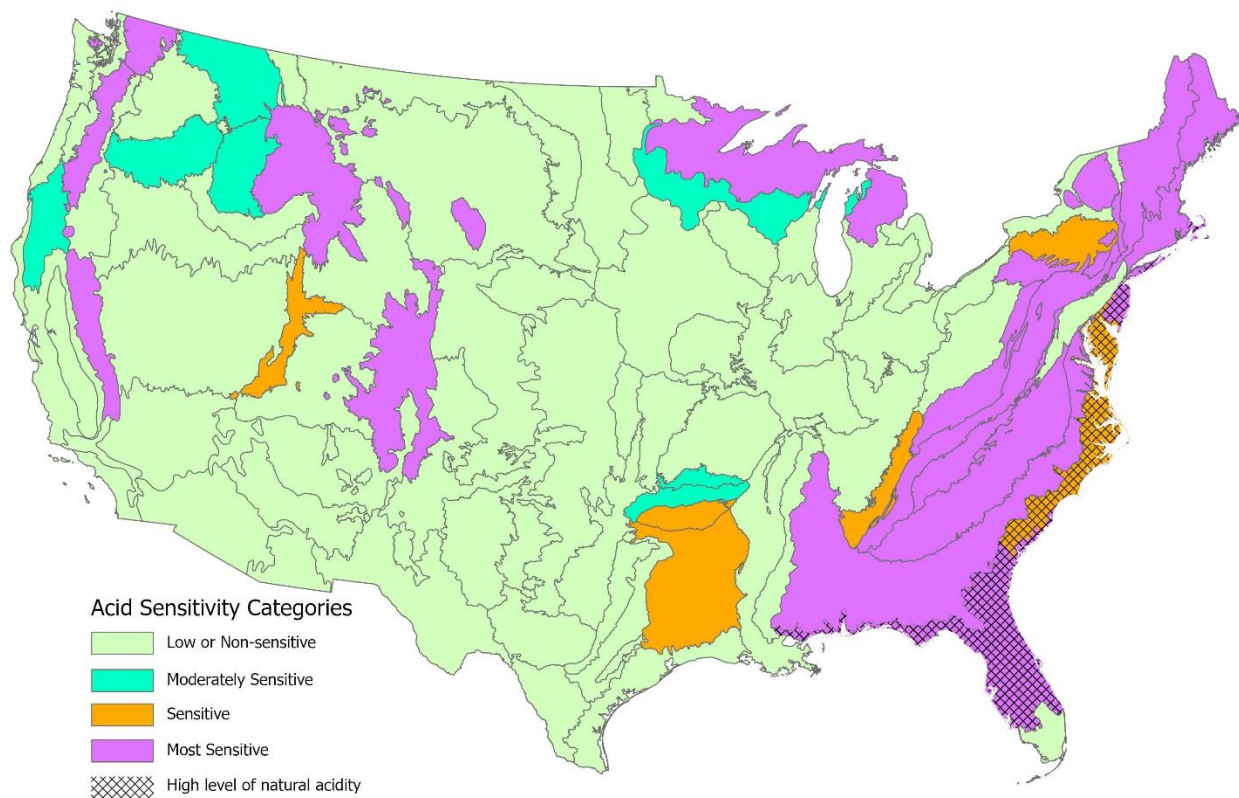 Acid Sensitivity Categories
Low or Non-sensitive
Moderately Sensitive
Sensitive
Most Sensitive
High level of natural acidity